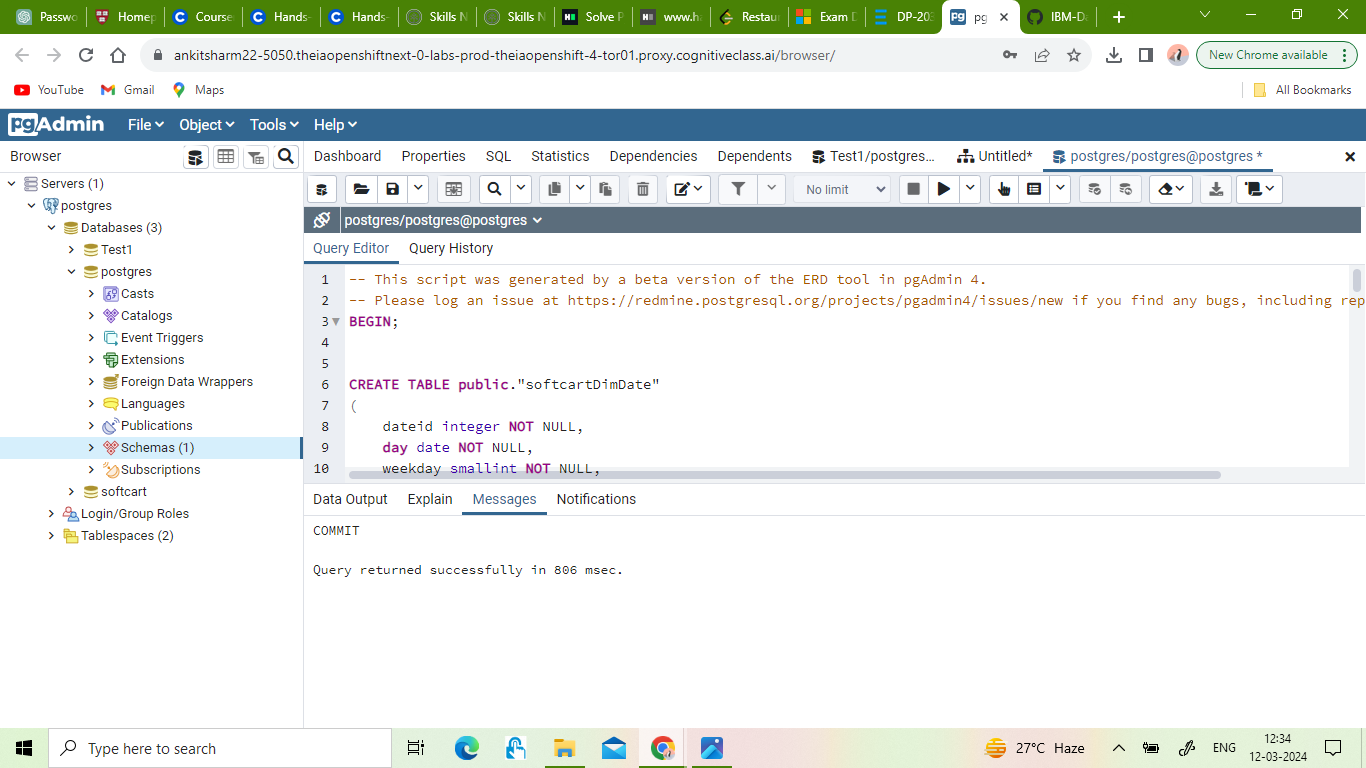 Passwo
Homep
Course
Hands-
Hands-
Skills N
Skills N
Solve P
www.ha
Restau
Exam D
DP-203
pg
IBM-Da
ankitsharm22-5050.theiaopenshiftnext-0-labs-prod-theiaopenshift-4-tor01.proxy.cognitiveclass.ai/browser/
New Chrome available
YouTube
Gmail
Maps
All Bookmarks
pgAdmin
File
Object
Tools
Help
Browser
Dashboard
Properties
SQL
Statistics
Dependencies
Dependents
Test1/postgres...
Untitled*
postgres/postgres@postgres *
Servers (1)
postgres
Databases (3)
Test1
postgres
Casts
Catalogs
Event Triggers
Extensions
Foreign Data Wrappers
Languages
Publications
Schemas (1)
Subscriptions
softcart
Login/Group Roles
Tablespaces (2)
No limit
postgres/postgres@postgres
Query Editor
Query History
1 -- This script was generated by a beta version of the ERD tool in pgAdmin 4.
2 -- Please log an issue at https://redmine.postgresql.org/projects/pgadmin4/issues/new if you find any bugs, including rep
3 BEGIN;
4
5
6 CREATE TABLE public."softcartDimDate"
7 (
8 dateid integer NOT NULL,
9 day date NOT NULL,
10 weekday smallint NOT NULL,
Data Output
Explain
Messages
Notifications
COMMIT
Query returned successfully in 806 msec.
Type here to search
27°C Haze
ENG
12:34
12-03-2024